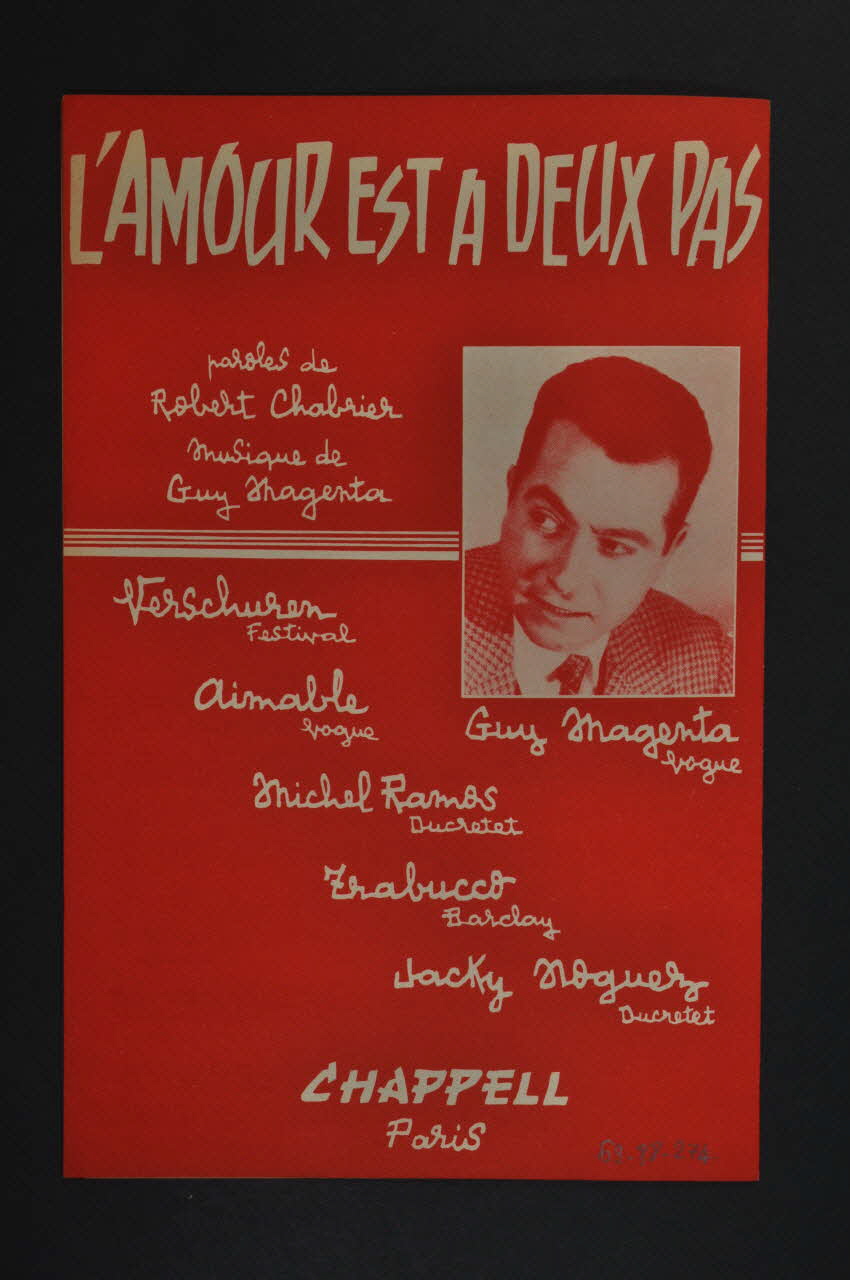 L'AMOUR EST A DEUX PAS
paroles de
Robert Chabrier
Musique de
Guy Magenta
Verschuren
Festival
Aimable
Vogue
Guy Magenta
Vogue
Michel Ramos
Ducretet
Trabucco
Barclay
Jacky Noguez
Ducretet
CHAPPELL
Paris